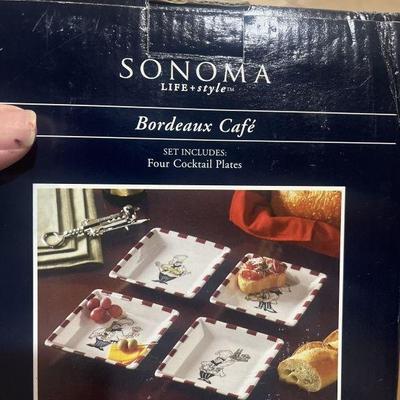 SONOMA
LIFE+style™
Bordeaux Café
SET INCLUDES:
Four Cocktail Plates